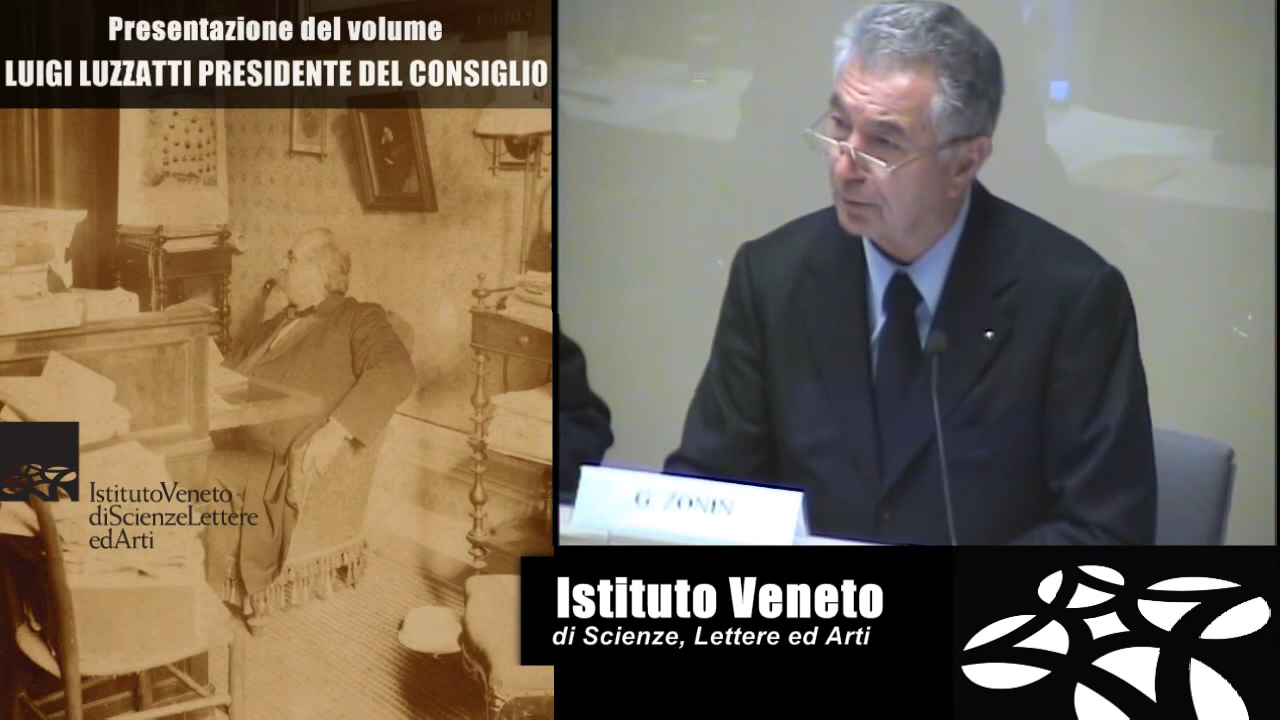 Presentazione del volume
LUIGI LUZZATTI PRESIDENTE DEL CONSIGLIO
IstitutoVeneto
diScienzeLettere
edArti
G. ZONIN
Istituto Veneto
di Scienze, Lettere ed Arti